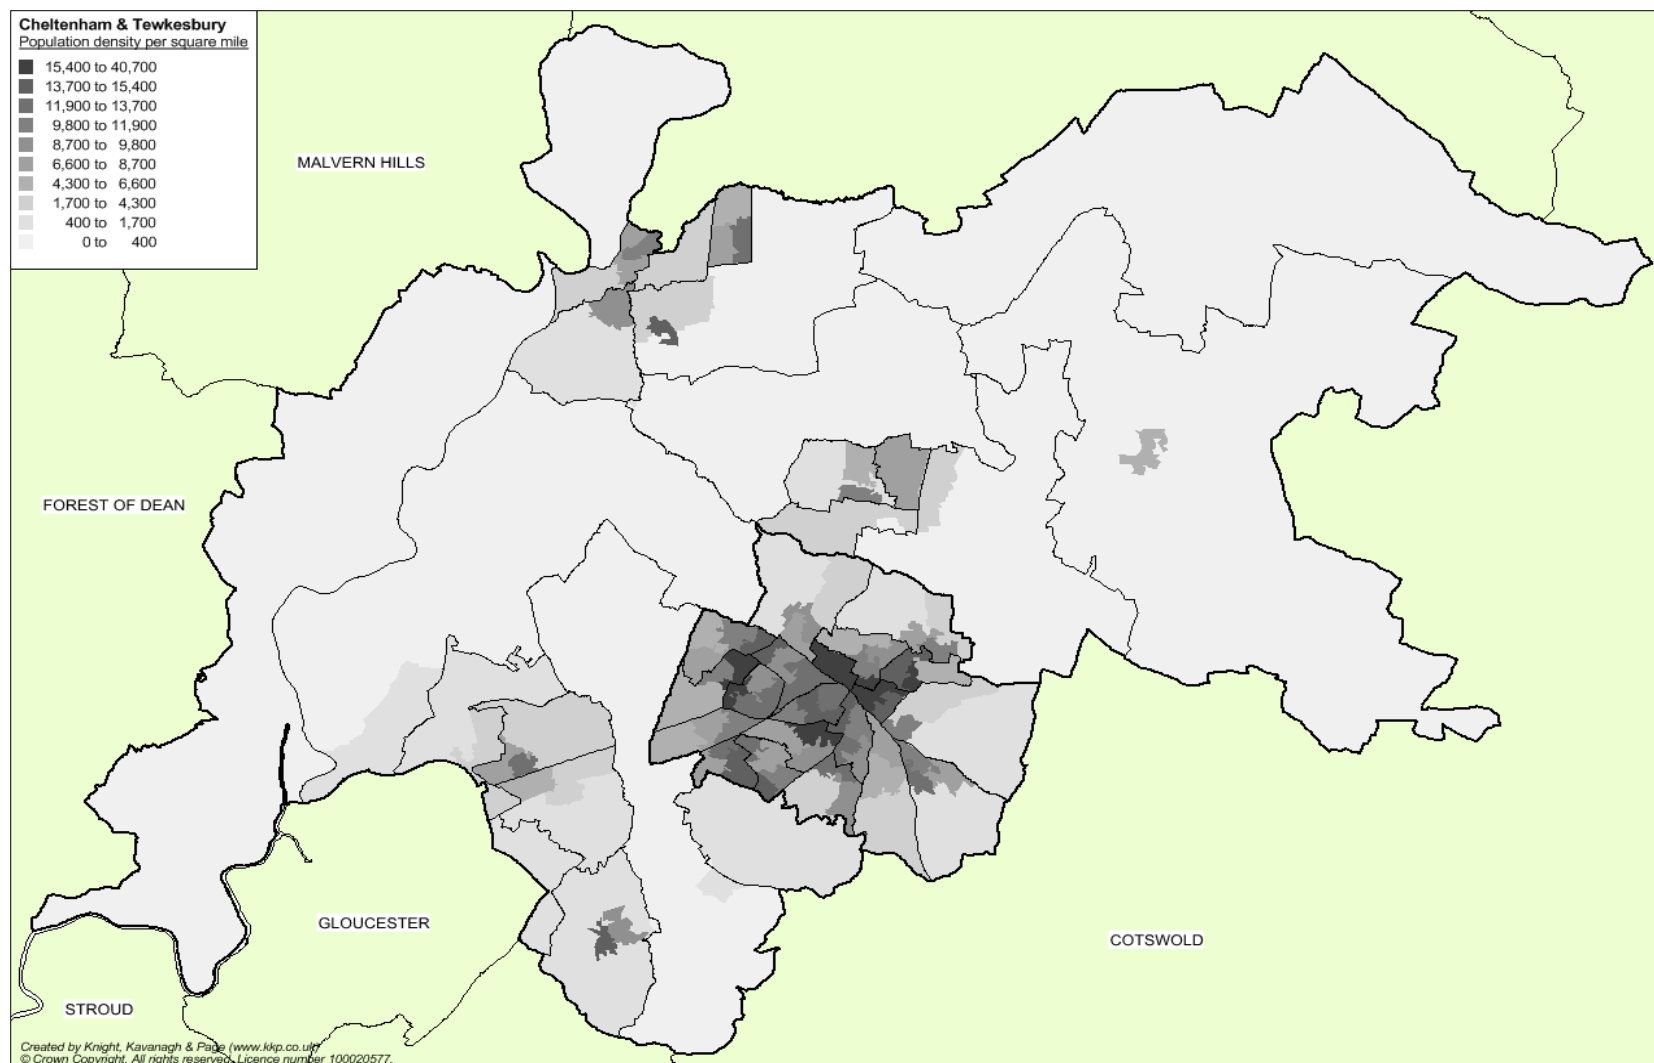 Cheltenham & Tewkesbury
Population density per square mile
15,400 to 40,700
13,700 to 15,400
11,900 to 13,700
9,800 to 11,900
8,700 to 9,800
6,600 to 8,700
4,300 to 6,600
1,700 to 4,300
400 to 1,700
0 to 400
MALVERN HILLS
FOREST OF DEAN
GLOUCESTER
COTSWOLD
STROUD
Created by Knight, Kavanagh & Page (www.kkp.co.uk)
© Crown Copyright. All rights reserved. Licence number 100020577.